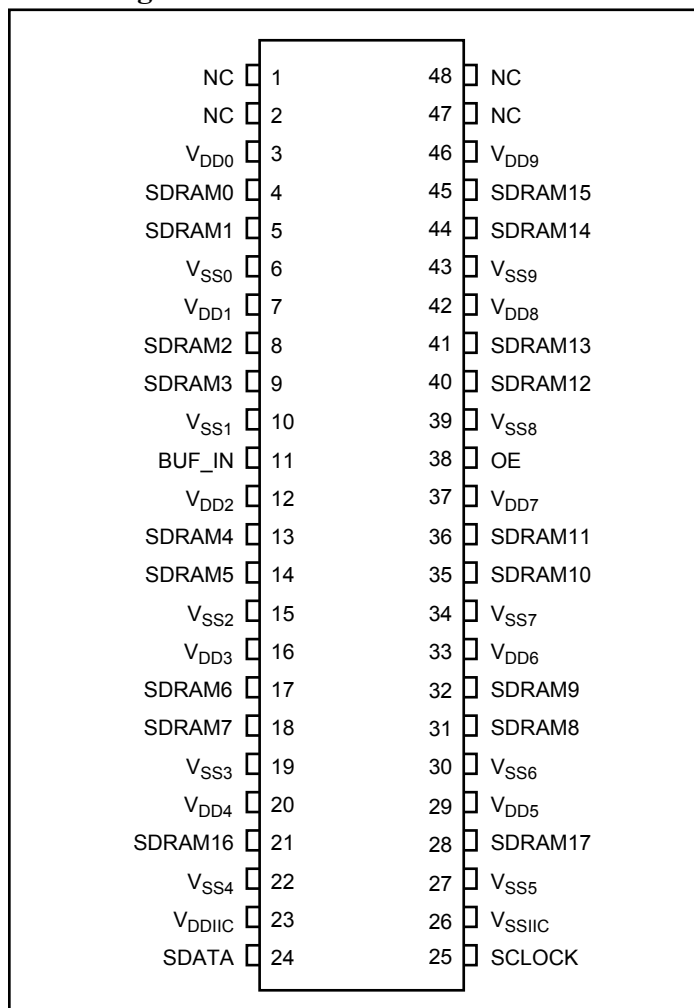 NC 1 48 NC
NC 2 47 NC
VDD0 3 46 VDD9
SDRAM0 4 45 SDRAM15
SDRAM1 5 44 SDRAM14
VSS0 6 43 VSS9
VDD1 7 42 VDD8
SDRAM2 8 41 SDRAM13
SDRAM3 9 40 SDRAM12
VSS1 10 39 VSS8
BUF_IN 11 38 OE
VDD2 12 37 VDD7
SDRAM4 13 36 SDRAM11
SDRAM5 14 35 SDRAM10
VSS2 15 34 VSS7
VDD3 16 33 VDD6
SDRAM6 17 32 SDRAM9
SDRAM7 18 31 SDRAM8
VSS3 19 30 VSS6
VDD4 20 29 VDD5
SDRAM16 21 28 SDRAM17
VSS4 22 27 VSS5
VDDIIC 23 26 VSSIIC
SDATA 24 25 SCLOCK